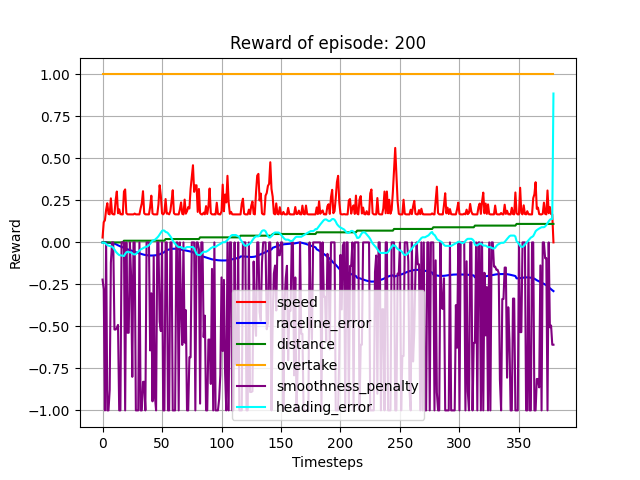 Reward of episode: 200
1.00
0.75
0.50
0.25
0.00
−0.25
−0.50
−0.75
−1.00
Reward
speed
raceline_error
distance
overtake
smoothness_penalty
heading_error
0 50 100 150 200 250 300 350
Timesteps